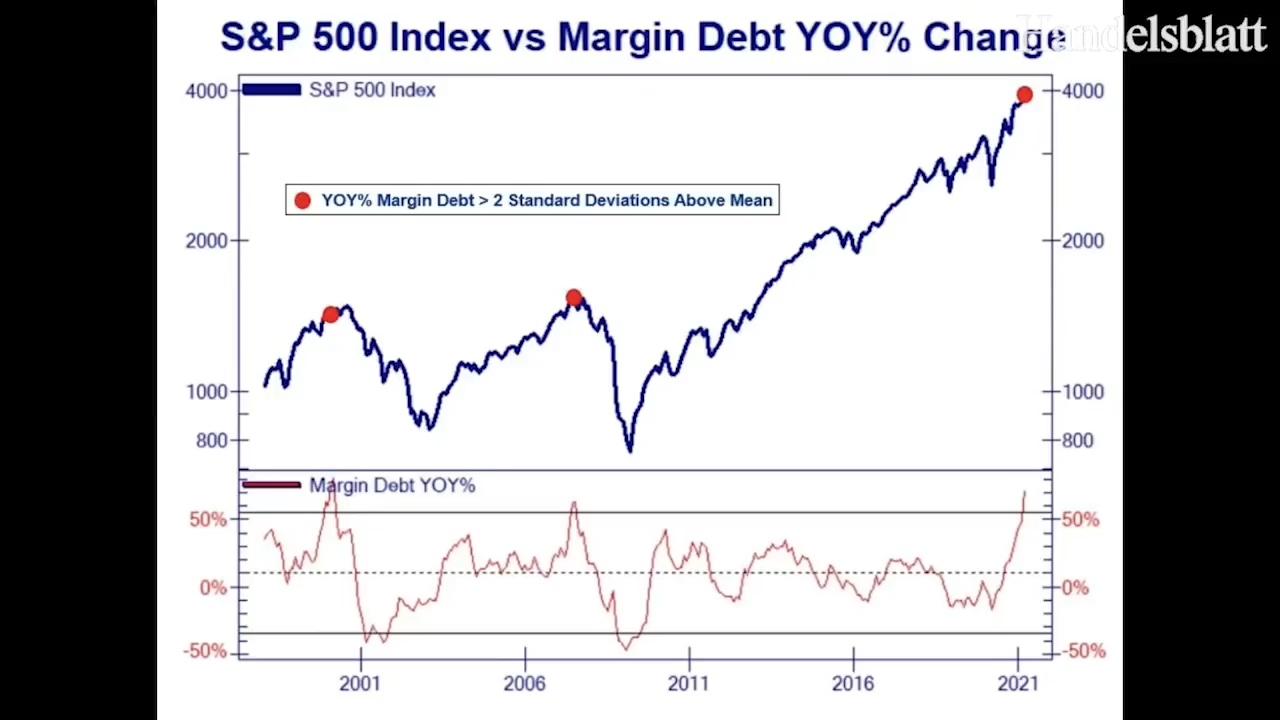 S&P 500 Index vs Margin Debt YOY% Change
Handelsblatt
4000 S&P 500 Index 4000
YOY% Margin Debt > 2 Standard Deviations Above Mean
2000 2000
1000 1000
800 800
Margin Debt YOY%
50% 50%
0% 0%
-50% -50%
2001 2006 2011 2016 2021